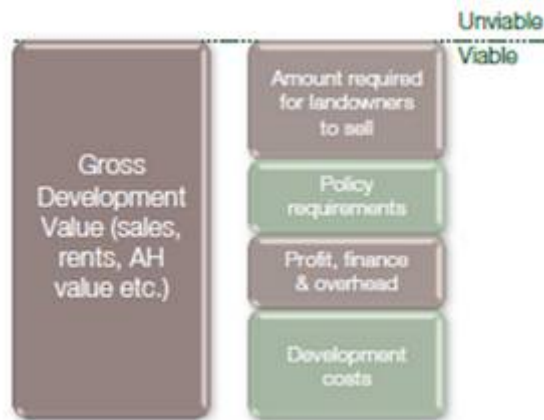 Unviable
Viable
Gross
Development
Value (sales,
rents, AH
value etc.)
Amount required
for landowners
to sell
Policy
requirements
Profit, finance
& overhead
Development
costs